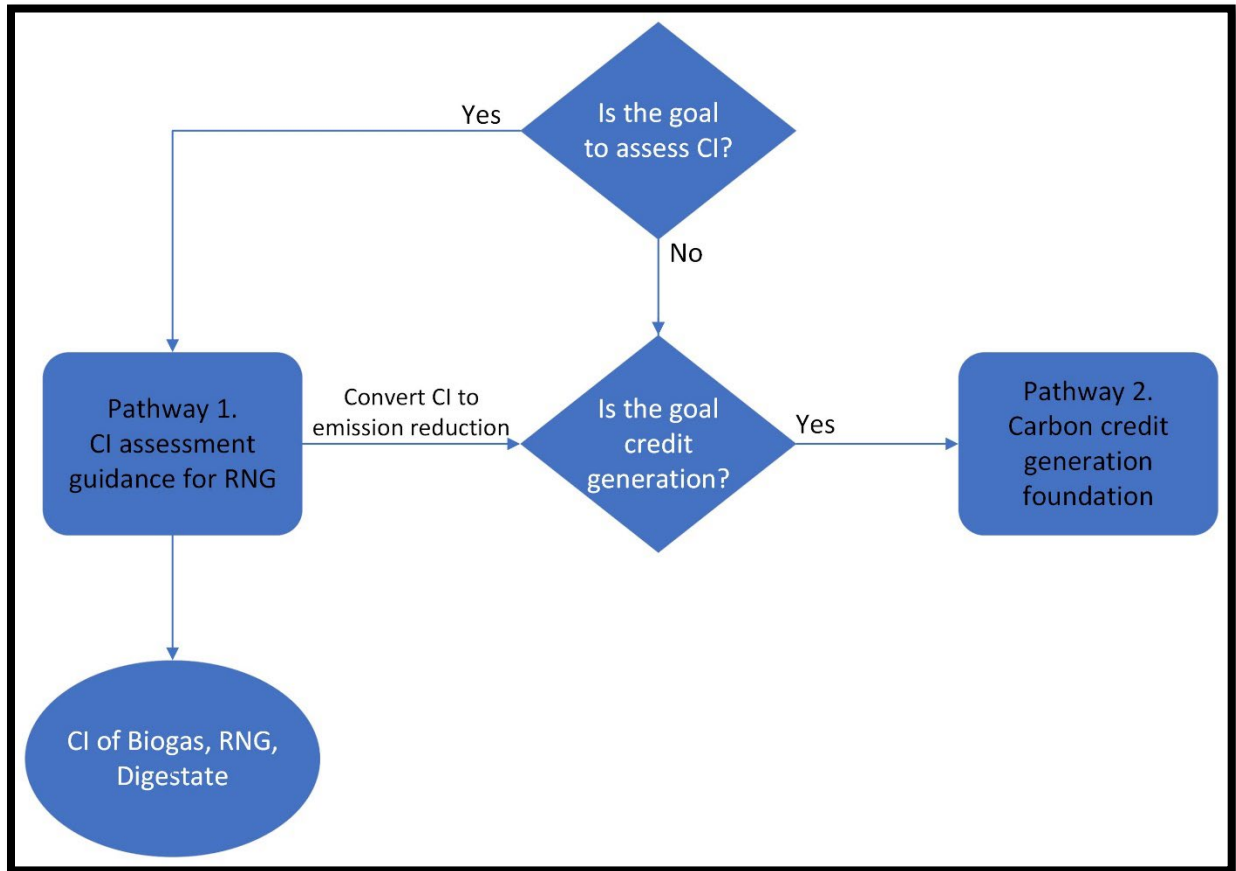 Is the goal
to assess CI?
Yes
No
Pathway 1.
CI assessment
guidance for RNG
Convert CI to
emission reduction
Is the goal
credit
generation?
Yes
Pathway 2.
Carbon credit
generation
foundation
CI of Biogas, RNG,
Digestate